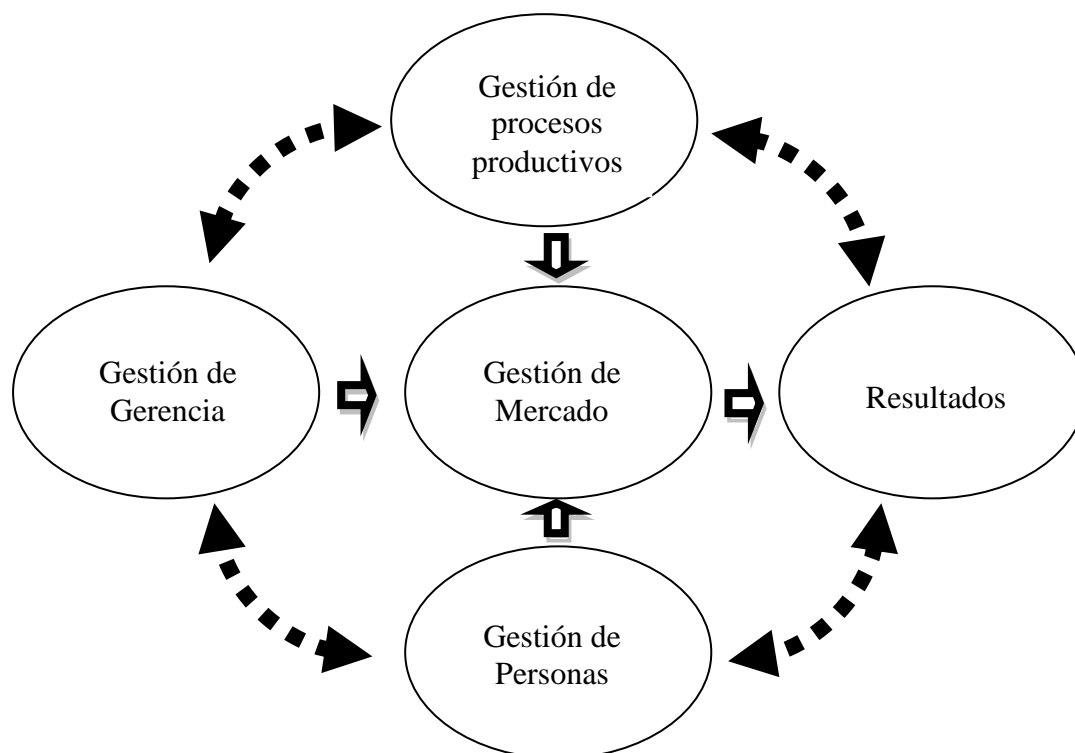 Gestión de
procesos
productivos
Gestión de
Gerencia
Gestión de
Mercado
Resultados
Gestión de
Personas